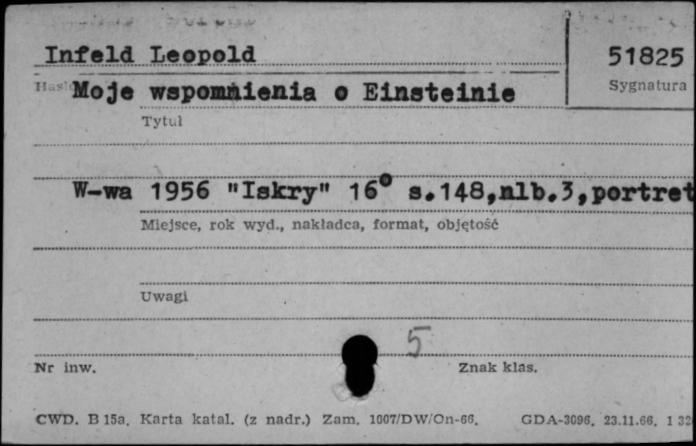 Infeld Leopold
51825
Hasło
Sygnatura
Moje wspomnienia o Einsteinie
Tytuł
W-wa 1956 "Iskry" 16° s.148,nlb.3,portret
Miejsce, rok wyd., nakładca, format, objętość
Uwagi
5
Nr inw.
Znak klas.
CWD. B 15a. Karta katal. (z nadr.) Zam. 1007/DW/On-66. GDA-3096. 23.11.66. 1 32